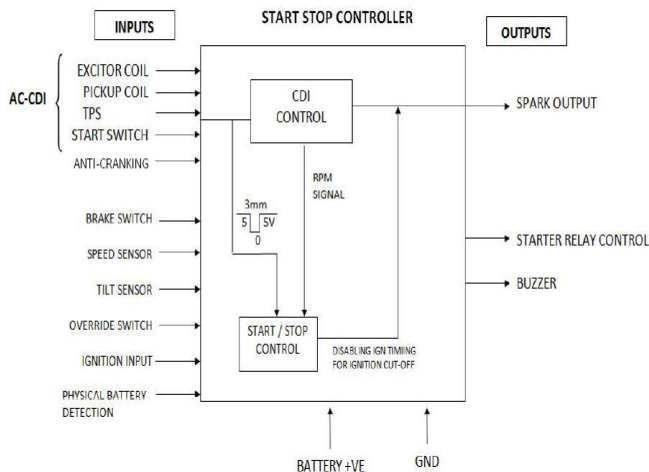 START STOP CONTROLLER
INPUTS
OUTPUTS
AC-CDI
EXCITOR COIL
PICKUP COIL
TPS
START SWITCH
ANTI-CRANKING
BRAKE SWITCH
SPEED SENSOR
TILT SENSOR
OVERRIDE SWITCH
IGNITION INPUT
PHYSICAL BATTERY
DETECTION
CDI
CONTROL
RPM
SIGNAL
3mm
5 5V
0
START / STOP
CONTROL
DISABLING IGN TIMING
FOR IGNITION CUT-OFF
SPARK OUTPUT
STARTER RELAY CONTROL
BUZZER
BATTERY +VE
GND